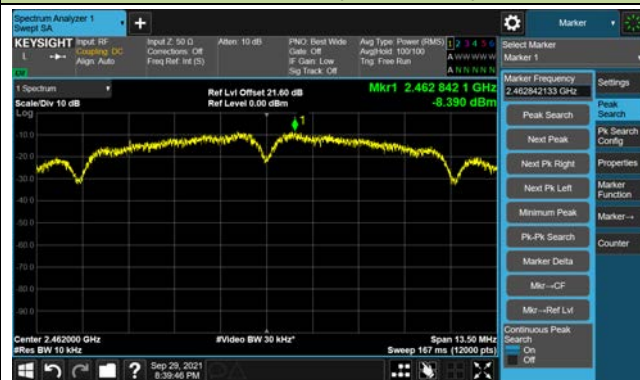 Spectrum Analyzer 1
Swept SA
Marker
KEYSIGHT
Input: RF
Input Z: 50 Ω
Atten: 10 dB
PNO: Best Wide
Avg Type: Power (RMS)
1 2 3 4 5 6
L
Coupling: DC
Corrections: Off
Gate: Off
Avg|Hold: 100/100
A W W W W W
Align: Auto
Freq Ref: Int (S)
IF Gain: Low
Trig: Free Run
Sig Track: Off
A N N N N N
Select Marker
Marker 1
1 Spectrum
Ref Lvl Offset 21.60 dB
Mkr1 2.462 842 1 GHz
Scale/Div 10 dB
Ref Level 0.00 dBm
-8.390 dBm
Log
1
-10.0
-20.0
-30.0
-40.0
-50.0
-60.0
-70.0
-80.0
-90.0
Center 2.462000 GHz
#Video BW 30 kHz*
Span 13.50 MHz
#Res BW 10 kHz
Sweep 167 ms (12000 pts)
Marker Frequency
2.462842133 GHz
Peak Search
Next Peak
Next Pk Right
Next Pk Left
Minimum Peak
Pk-Pk Search
Marker Delta
Mkr→CF
Mkr→Ref Lvl
Continuous Peak
Search
On
Off
Settings
Peak
Search
Pk Search
Config
Properties
Marker
Function
Marker→
Counter
Sep 29, 2021
8:39:46 PM